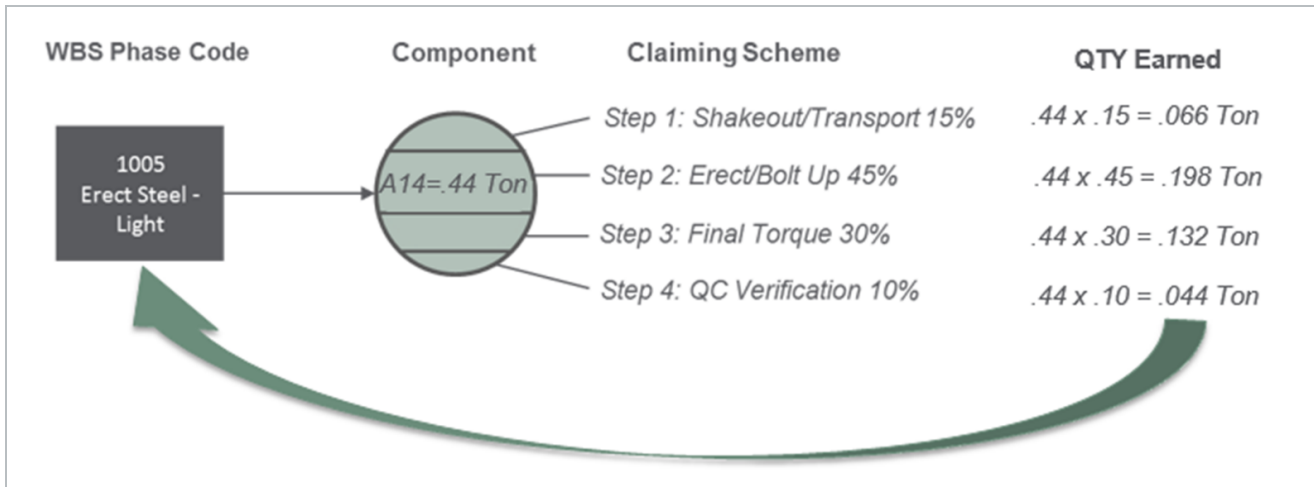 WBS Phase Code
Component
Claiming Scheme
QTY Earned
1005
Erect Steel -
Light
A14=.44 Ton
Step 1: Shakeout/Transport 15%
.44 x .15 = .066 Ton
Step 2: Erect/Bolt Up 45%
.44 x .45 = .198 Ton
Step 3: Final Torque 30%
.44 x .30 = .132 Ton
Step 4: QC Verification 10%
.44 x .10 = .044 Ton